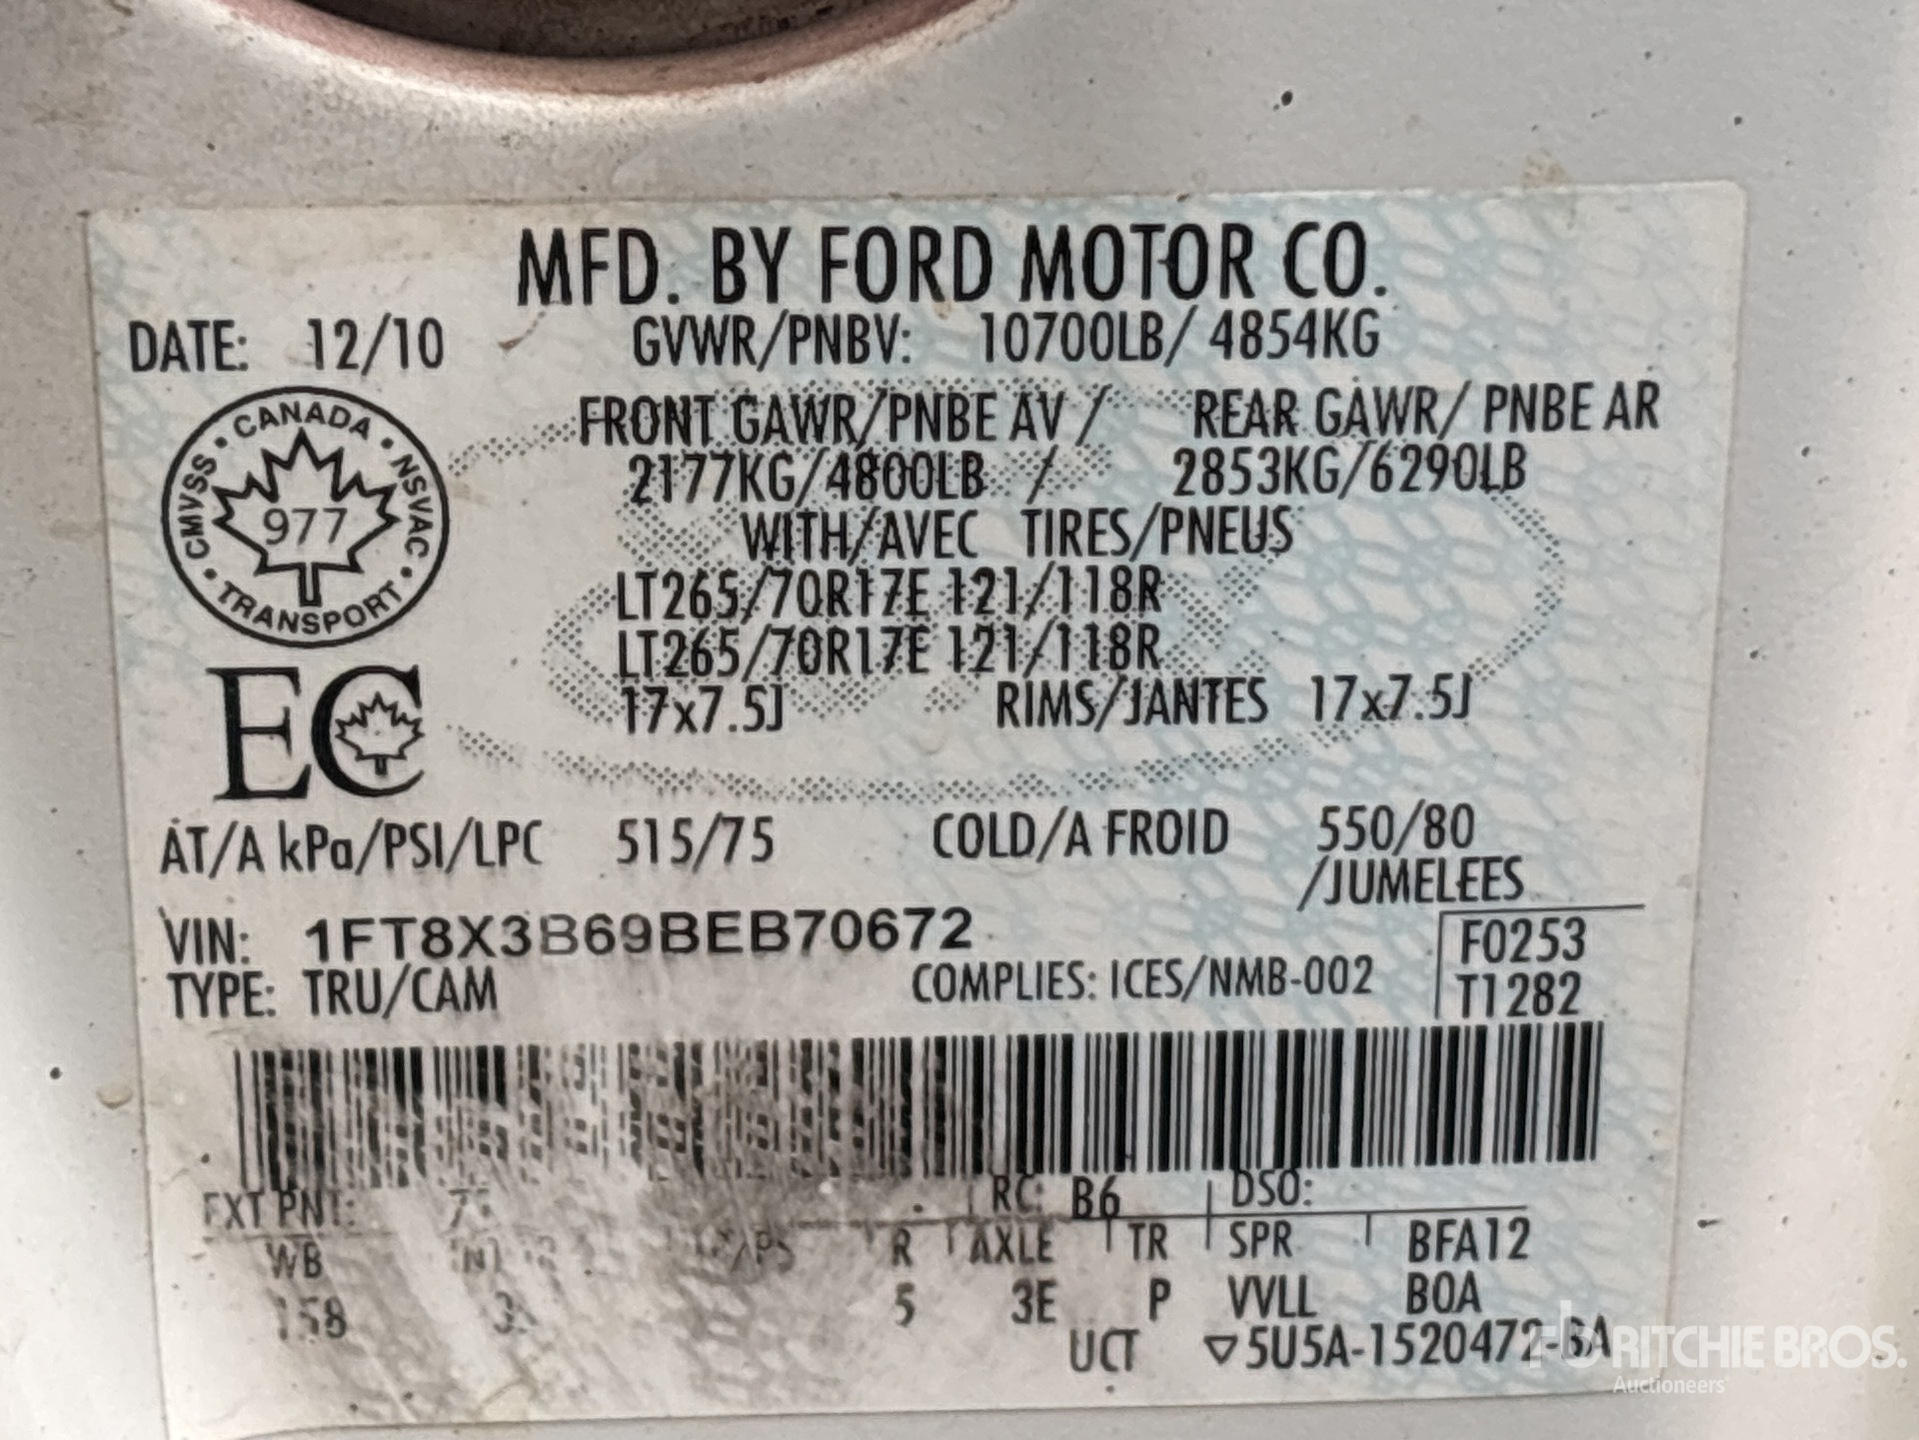 MFD. BY FORD MOTOR CO.
DATE: 12/10 GVWR/PNBV: 10700LB/ 4854KG
FRONT GAWR/PNBE AV / REAR GAWR/ PNBE AR
2177KG/4800LB / 2853KG/6290LB
WITH/AVEC TIRES/PNEUS
LT265/70R17E 121/118R
LT265/70R17E 121/118R
17x7.5J RIMS/JANTES 17x7.5J
CANADA
CMVSS NSVAC
977
TRANSPORT
EC
AT/A kPa/PSI/LPC 515/75 COLD/A FROID 550/80
/JUMELEES
VIN: 1FT8X3B69BEB70672 F0253
TYPE: TRU/CAM COMPLIES: ICES/NMB-002 T1282
EXT PNT: RC: B6 DSO:
WB R AXLE TR SPR BFA12
158 5 3E P VVLL BOA
UCT ▽5U5A-1520472-BA
rb RITCHIE BROS.
Auctioneers